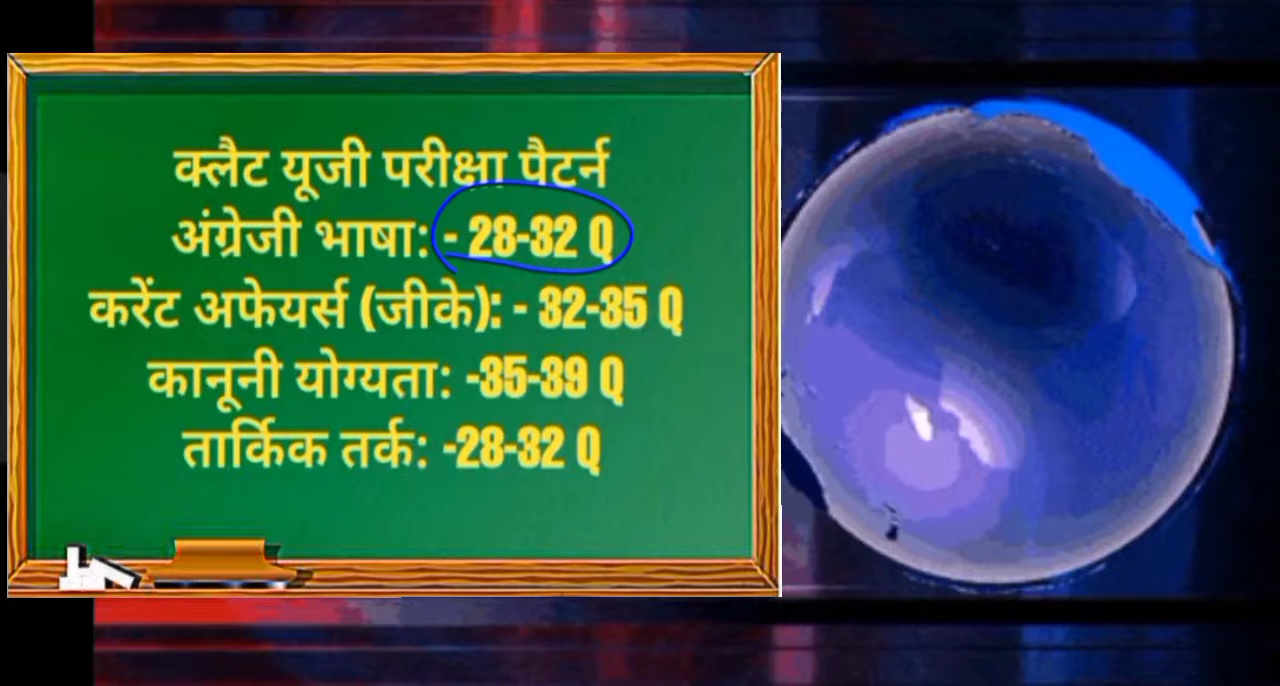 क्लैट यूजी परीक्षा पैटर्न
अंग्रेजी भाषा: - 28-32 Q
करेंट अफेयर्स (जीके): - 32-35 Q
कानूनी योग्यता: -35-39 Q
तार्किक तर्क: -28-32 Q